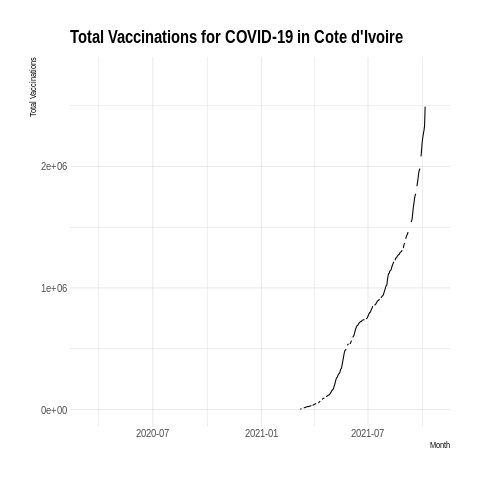 Total Vaccinations for COVID-19 in Cote d'Ivoire
Total Vaccinations
2e+06
1e+06
0e+00
2020-07
2021-01
2021-07
Month